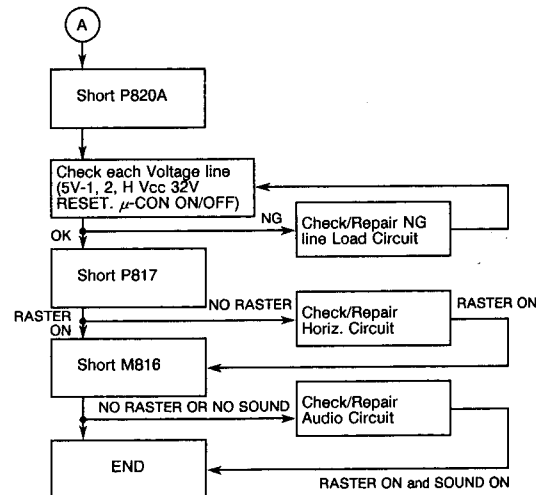 A
Short P820A
Check each Voltage line
(5V-1, 2, H Vcc 32V
RESET. μ-CON ON/OFF)
NG
OK
Check/Repair NG
line Load Circuit
Short P817
NO RASTER
RASTER ON
RASTER
ON
Check/Repair
Horiz. Circuit
Short M816
NO RASTER OR NO SOUND
Check/Repair
Audio Circuit
END
RASTER ON and SOUND ON